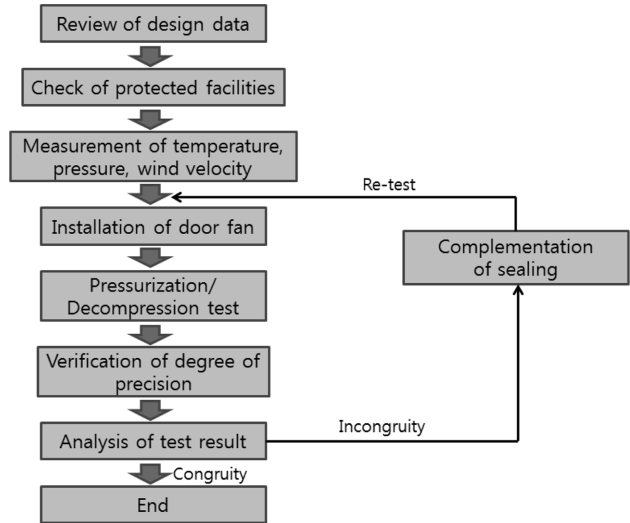 Review of design data
Check of protected facilities
Measurement of temperature,
pressure, wind velocity
Re-test
Installation of door fan
Complementation
of sealing
Pressurization/
Decompression test
Verification of degree of
precision
Analysis of test result
Incongruity
Congruity
End